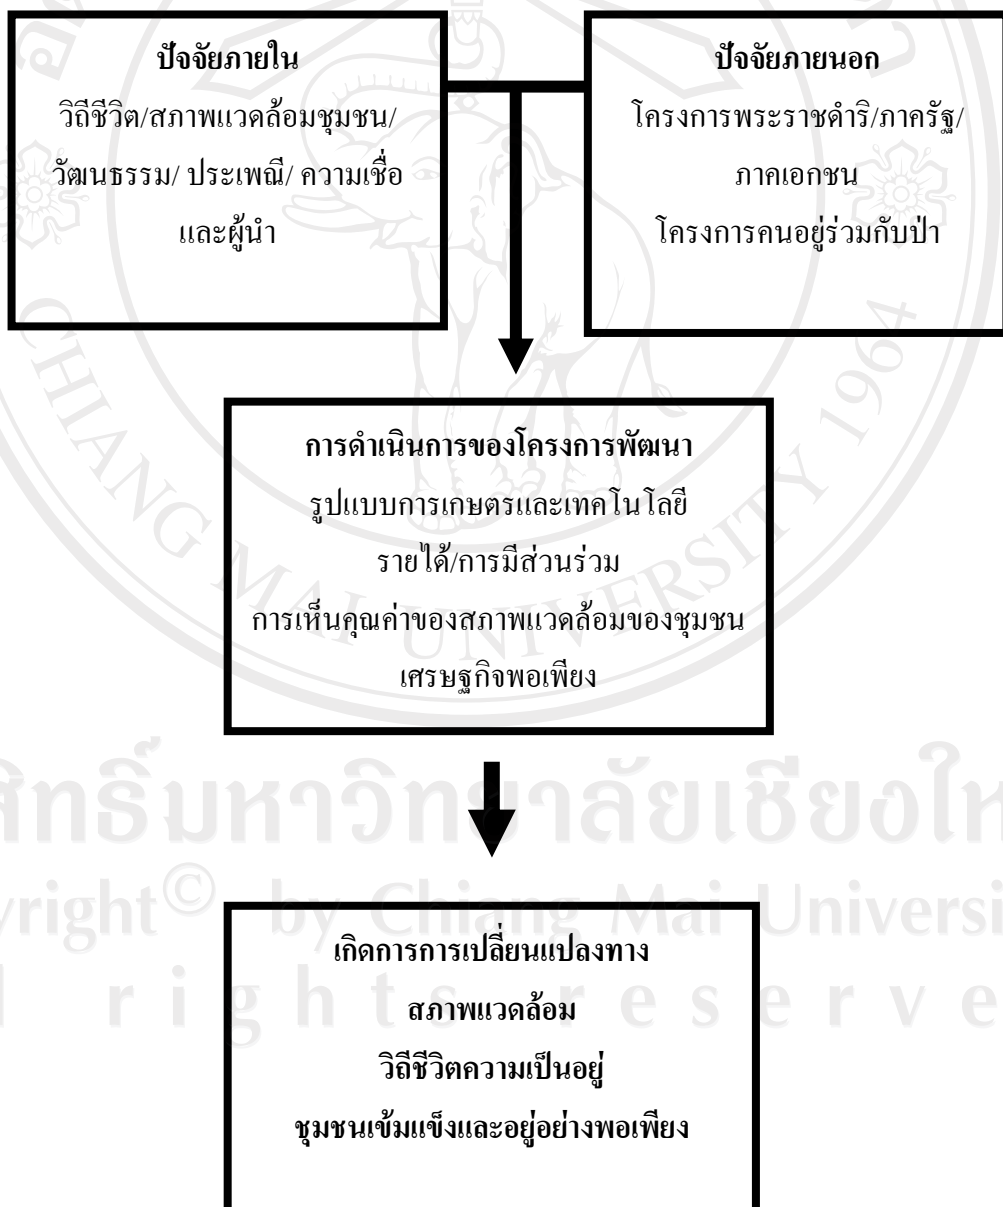 ปัจจัยภายใน
วิถีชีวิต/สภาพแวดล้อมชุมชน/
วัฒนธรรม/ ประเพณี/ ความเชื่อ
และผู้นำ
ปัจจัยภายนอก
โครงการพระราชดำริ/ภาครัฐ/
ภาคเอกชน
โครงการคนอยู่ร่วมกับป่า
การดำเนินการของโครงการพัฒนา
รูปแบบการเกษตรและเทคโนโลยี
รายได้/การมีส่วนร่วม
การเห็นคุณค่าของสภาพแวดล้อมของชุมชน
เศรษฐกิจพอเพียง
เกิดการการเปลี่ยนแปลงทาง
สภาพแวดล้อม
วิถีชีวิตความเป็นอยู่
ชุมชนเข้มแข็งและอยู่อย่างพอเพียง
CHIANG MAI UNIVERSITY 1964
by Chiang Mai
rights